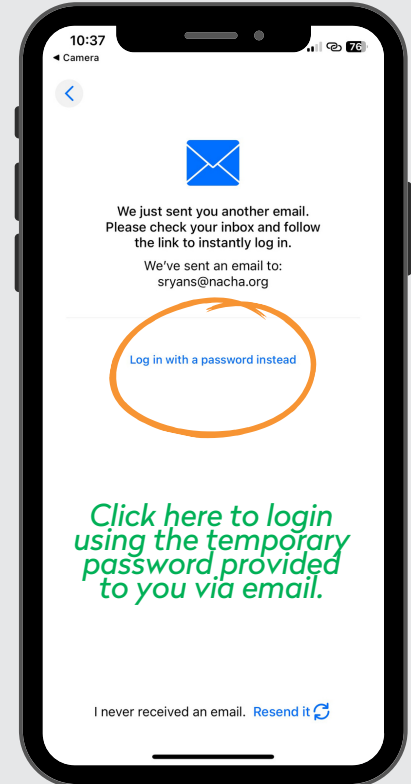 10:37
76
◄ Camera
We just sent you another email.
Please check your inbox and follow
the link to instantly log in.
We've sent an email to:
sryans@nacha.org
Log in with a password instead
Click here to login
using the temporary
password provided
to you via email.
I never received an email. Resend it